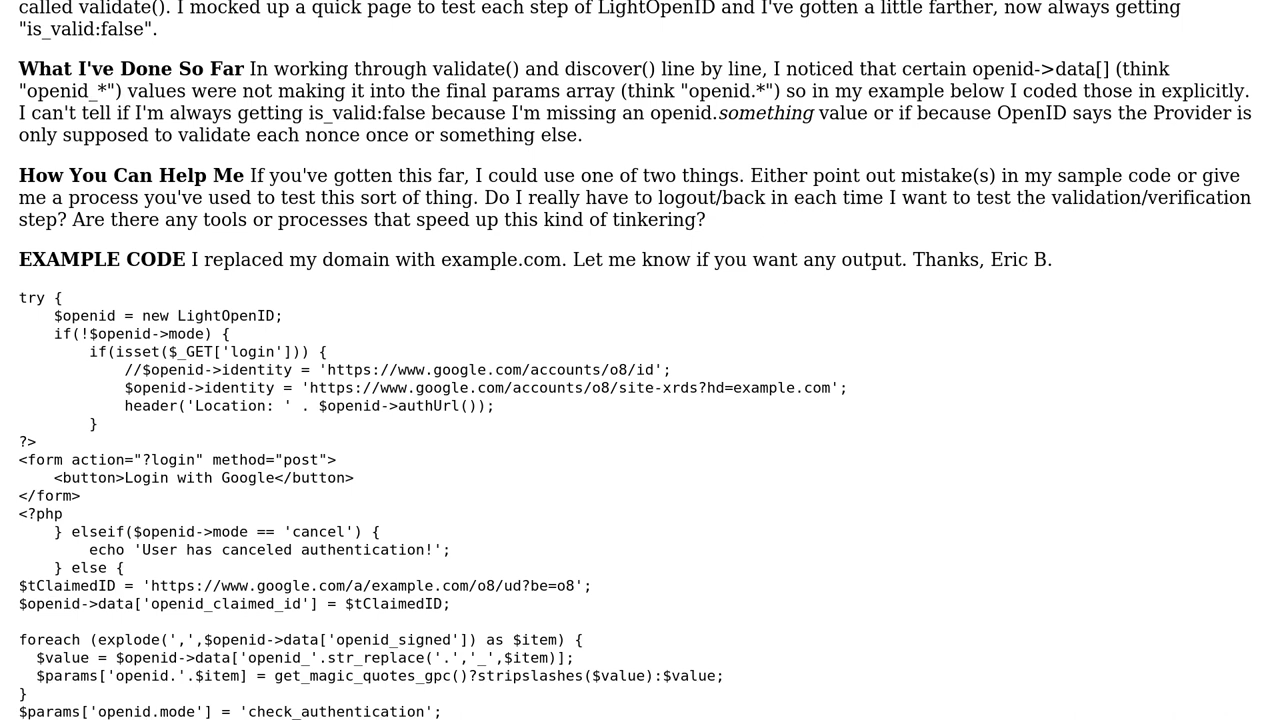 called validate(). I mocked up a quick page to test each step of LightOpenID and I've gotten a little farther, now always getting
"is_valid:false".
What I've Done So Far In working through validate() and discover() line by line, I noticed that certain openid->data[] (think
"openid_*") values were not making it into the final params array (think "openid.*") so in my example below I coded those in explicitly.
I can't tell if I'm always getting is_valid:false because I'm missing an openid.something value or if because OpenID says the Provider is
only supposed to validate each nonce once or something else.
How You Can Help Me If you've gotten this far, I could use one of two things. Either point out mistake(s) in my sample code or give
me a process you've used to test this sort of thing. Do I really have to logout/back in each time I want to test the validation/verification
step? Are there any tools or processes that speed up this kind of tinkering?
EXAMPLE CODE I replaced my domain with example.com. Let me know if you want any output. Thanks, Eric B.
try {
    $openid = new LightOpenID;
    if(!$openid->mode) {
        if(isset($_GET['login'])) {
            //$openid->identity = 'https://www.google.com/accounts/o8/id';
            $openid->identity = 'https://www.google.com/accounts/o8/site-xrds?hd=example.com';
            header('Location: ' . $openid->authUrl());
        }
?>
<form action="?login" method="post">
    <button>Login with Google</button>
</form>
<?php
    } elseif($openid->mode == 'cancel') {
        echo 'User has canceled authentication!';
    } else {
$tClaimedID = 'https://www.google.com/a/example.com/o8/ud?be=o8';
$openid->data['openid_claimed_id'] = $tClaimedID;
foreach (explode(',',$openid->data['openid_signed']) as $item) {
  $value = $openid->data['openid_'.str_replace('.','_',$item)];
  $params['openid.'.$item] = get_magic_quotes_gpc()?stripslashes($value):$value;
}
$params['openid.mode'] = 'check_authentication';